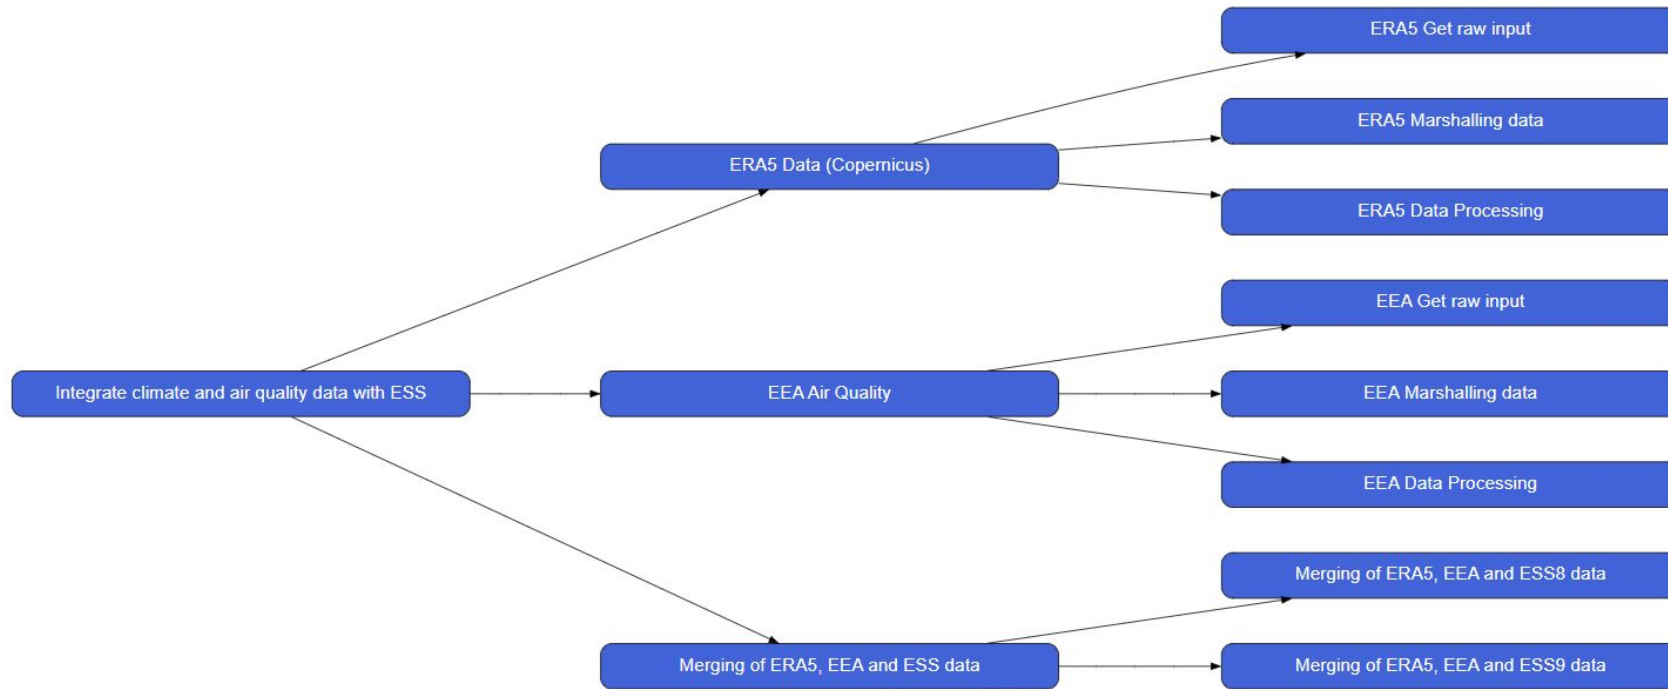 ERA5 Get raw input
ERA5 Marshalling data
ERA5 Data (Copernicus)
ERA5 Data Processing
EEA Get raw input
Integrate climate and air quality data with ESS
EEA Air Quality
EEA Marshalling data
EEA Data Processing
Merging of ERA5, EEA and ESS8 data
Merging of ERA5, EEA and ESS data
Merging of ERA5, EEA and ESS9 data